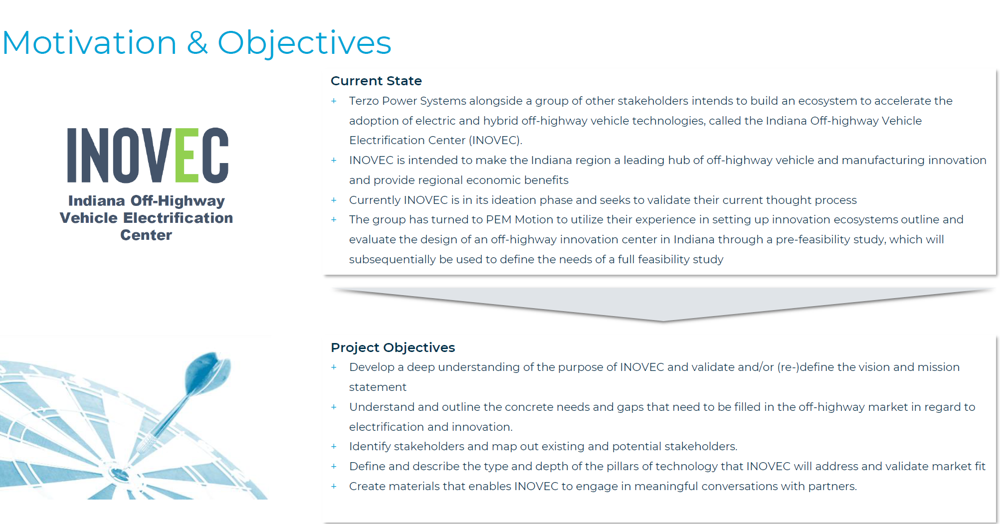 Motivation & Objectives
INOVEC
Indiana Off-Highway
Vehicle Electrification
Center
Current State
+ Terzo Power Systems alongside a group of other stakeholders intends to build an ecosystem to accelerate the
adoption of electric and hybrid off-highway vehicle technologies, called the Indiana Off-highway Vehicle
Electrification Center (INOVEC).
+ INOVEC is intended to make the Indiana region a leading hub of off-highway vehicle and manufacturing innovation
and provide regional economic benefits
+ Currently INOVEC is in its ideation phase and seeks to validate their current thought process
+ The group has turned to PEM Motion to utilize their experience in setting up innovation ecosystems outline and
evaluate the design of an off-highway innovation center in Indiana through a pre-feasibility study, which will
subsequentially be used to define the needs of a full feasibility study
Project Objectives
+ Develop a deep understanding of the purpose of INOVEC and validate and/or (re-)define the vision and mission
statement
+ Understand and outline the concrete needs and gaps that need to be filled in the off-highway market in regard to
electrification and innovation.
+ Identify stakeholders and map out existing and potential stakeholders.
+ Define and describe the type and depth of the pillars of technology that INOVEC will address and validate market fit
+ Create materials that enables INOVEC to engage in meaningful conversations with partners.